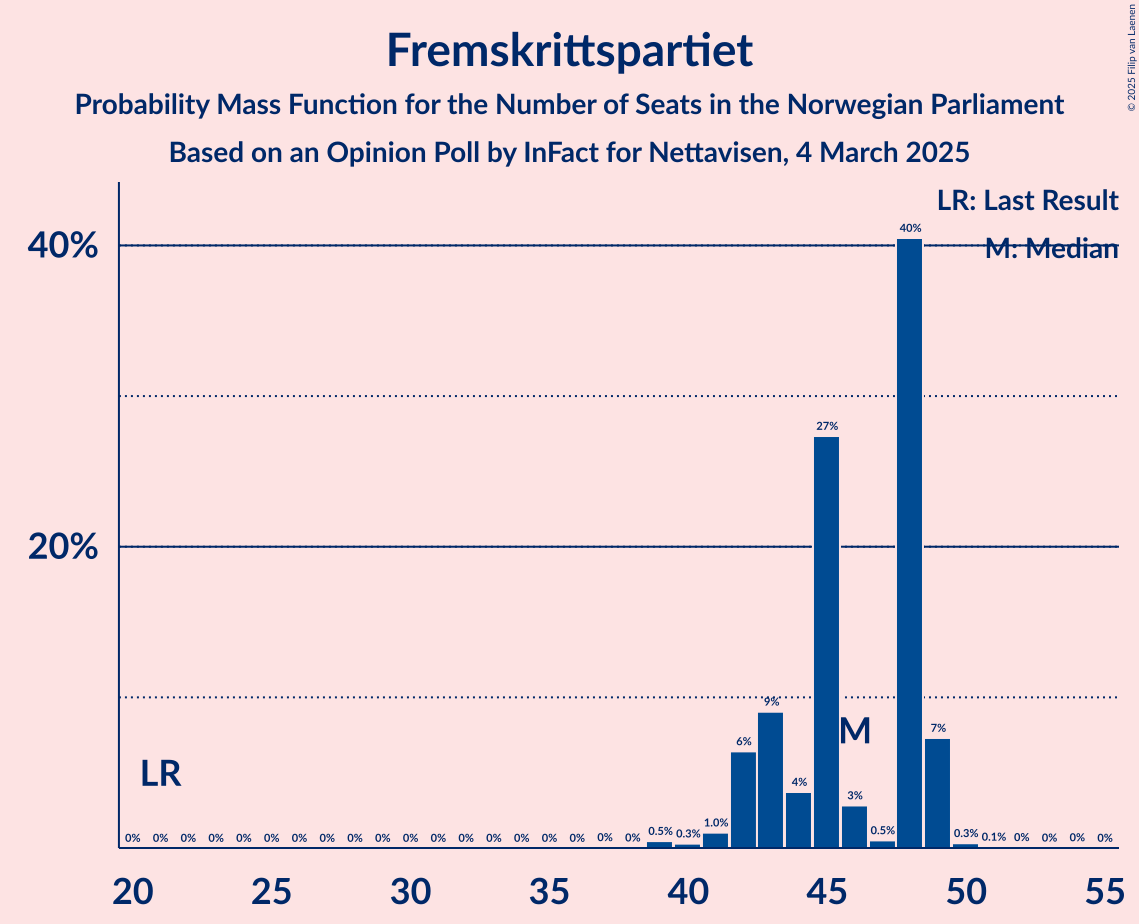 Fremskrittspartiet
Probability Mass Function for the Number of Seats in the Norwegian Parliament
Based on an Opinion Poll by InFact for Nettavisen, 4 March 2025
© 2025 Filip van Laenen
LR: Last Result
M: Median
40%
20%
40%
27%
9%
6%
4%
3%
7%
M
LR
0% 0% 0% 0% 0% 0% 0% 0% 0% 0% 0% 0% 0% 0% 0% 0% 0% 0% 0% 0.5% 0.3% 1.0% 0.5% 0.3% 0.1% 0% 0% 0% 0%
20 25 30 35 40 45 50 55